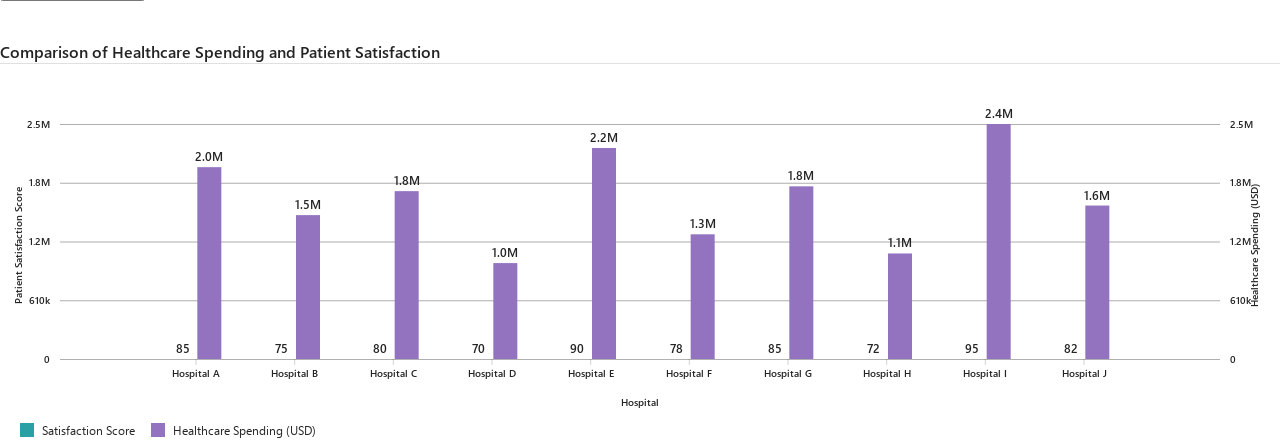 Comparison of Healthcare Spending and Patient Satisfaction
2.5M
1.8M
1.2M
610k
0
Patient Satisfaction Score
2.5M
1.8M
1.2M
610k
0
Healthcare Spending (USD)
2.0M
1.5M
1.8M
1.0M
2.2M
1.3M
1.8M
1.1M
2.4M
1.6M
85 75 80 70 90 78 85 72 95 82
Hospital A Hospital B Hospital C Hospital D Hospital E Hospital F Hospital G Hospital H Hospital I Hospital J
Hospital
Satisfaction Score Healthcare Spending (USD)